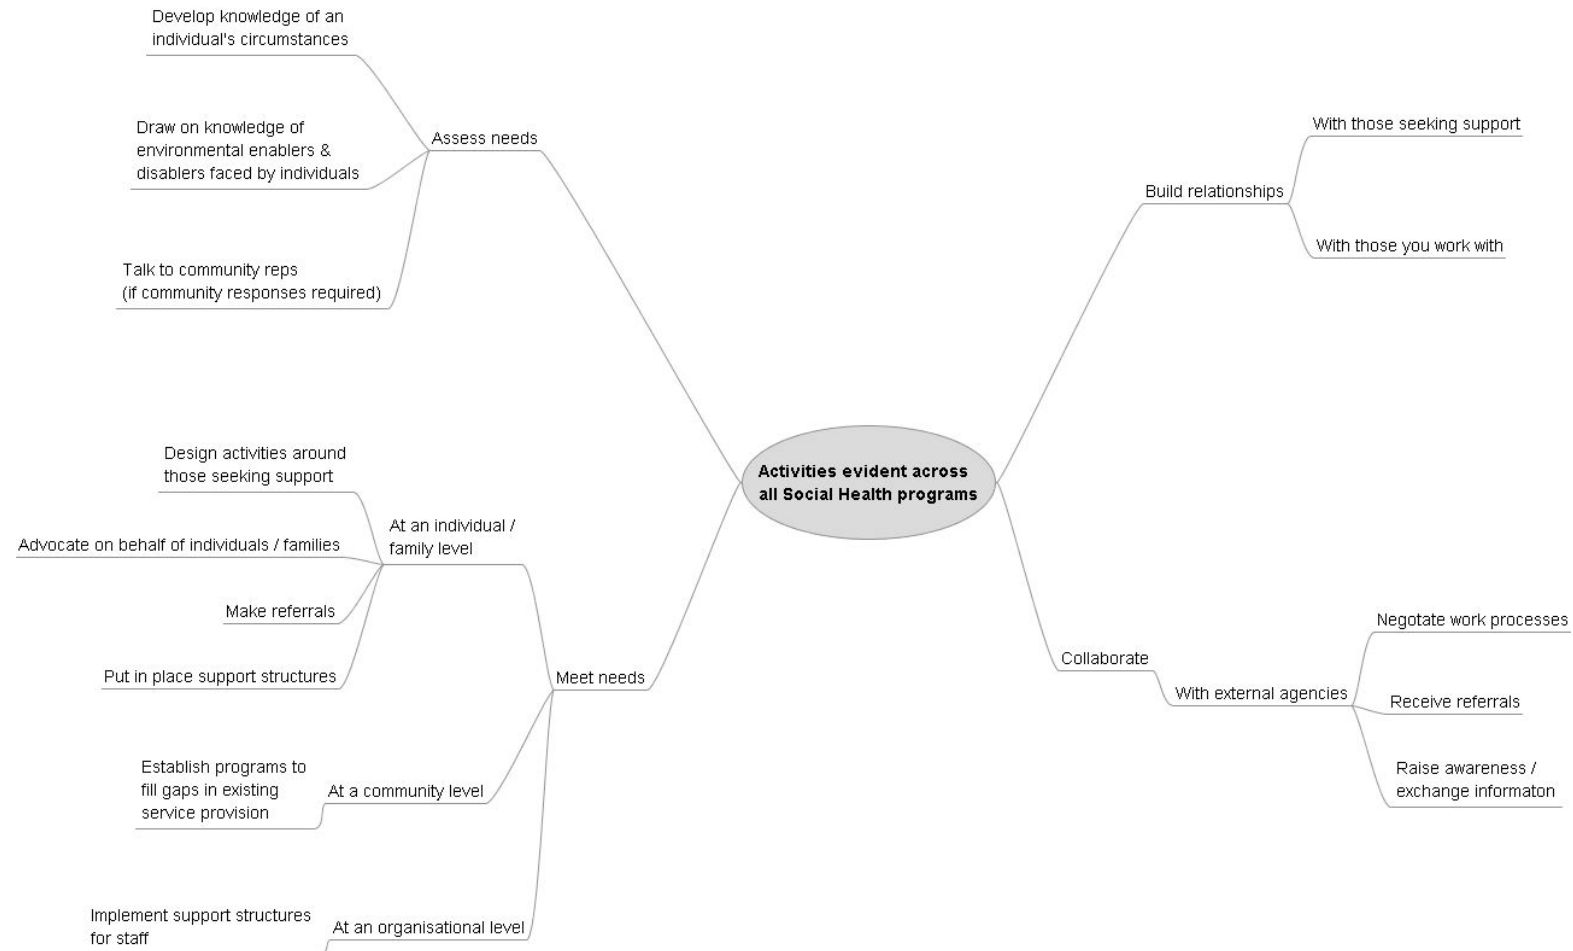 Develop knowledge of an
individual's circumstances
Draw on knowledge of
environmental enablers &
disablers faced by individuals
Assess needs
Talk to community reps
(if community responses required)
Design activities around
those seeking support
At an individual /
family level
Advocate on behalf of individuals / families
Make referrals
Put in place support structures
Meet needs
Establish programs to
fill gaps in existing
service provision
At a community level
Implement support structures
for staff
At an organisational level
Activities evident across
all Social Health programs
With those seeking support
Build relationships
With those you work with
Collaborate
With external agencies
Negotate work processes
Receive referrals
Raise awareness /
exchange informaton